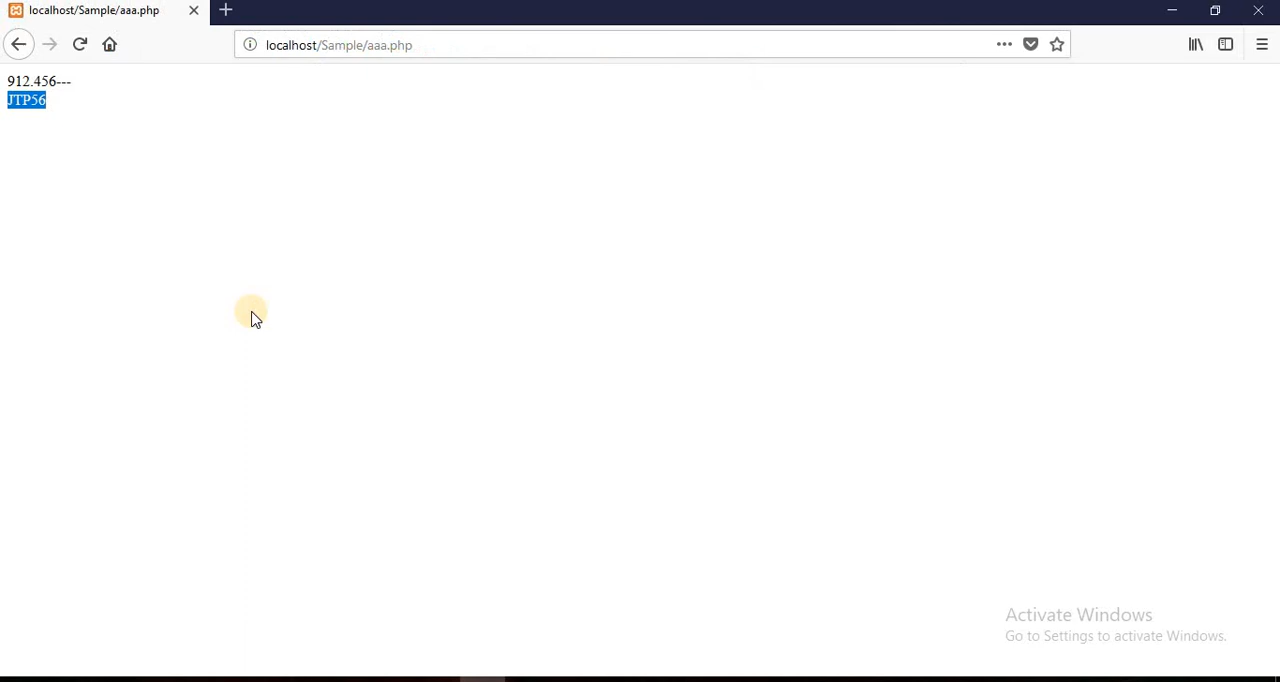 localhost/Sample/aaa.php
localhost/Sample/aaa.php
912.456---
JTP56
Activate Windows
Go to Settings to activate Windows.